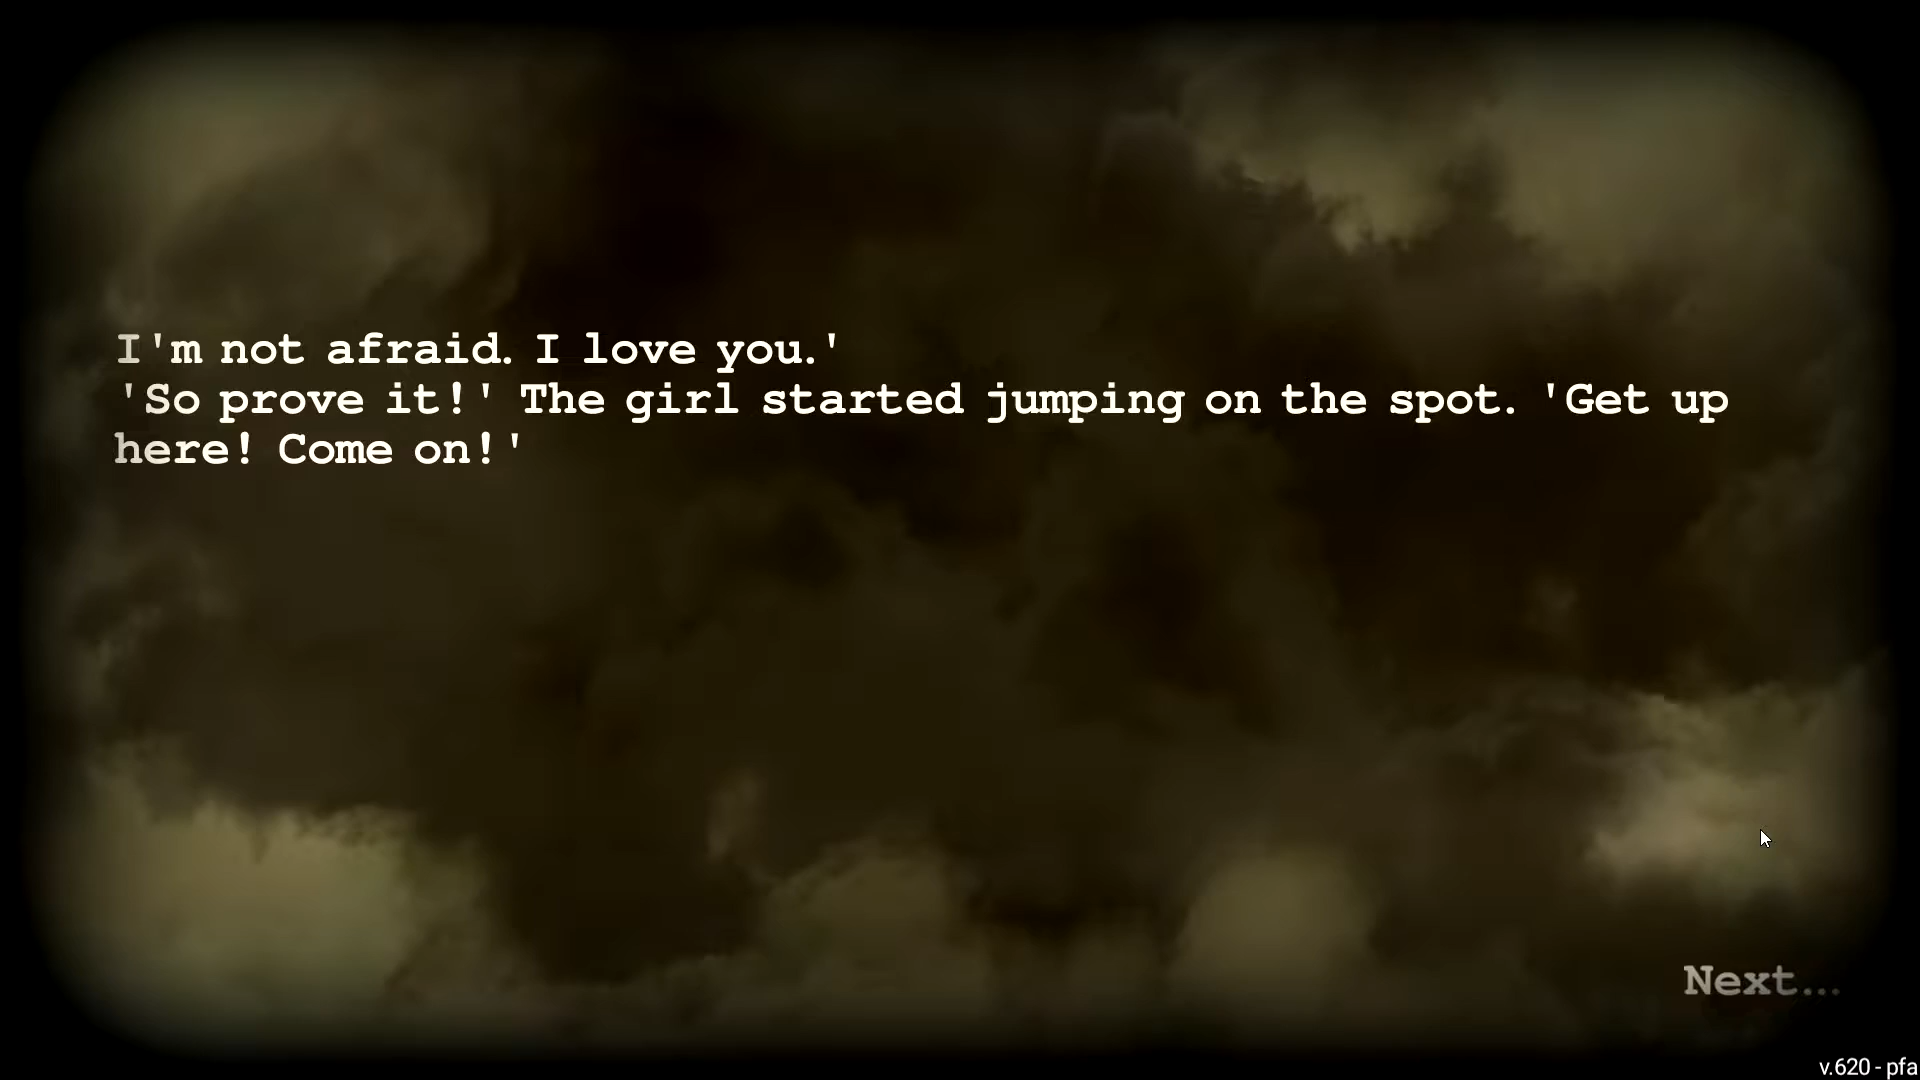 I'm not afraid. I love you.'
'So prove it!' The girl started jumping on the spot. 'Get up
here! Come on!'
Next...
v.620 - pfa